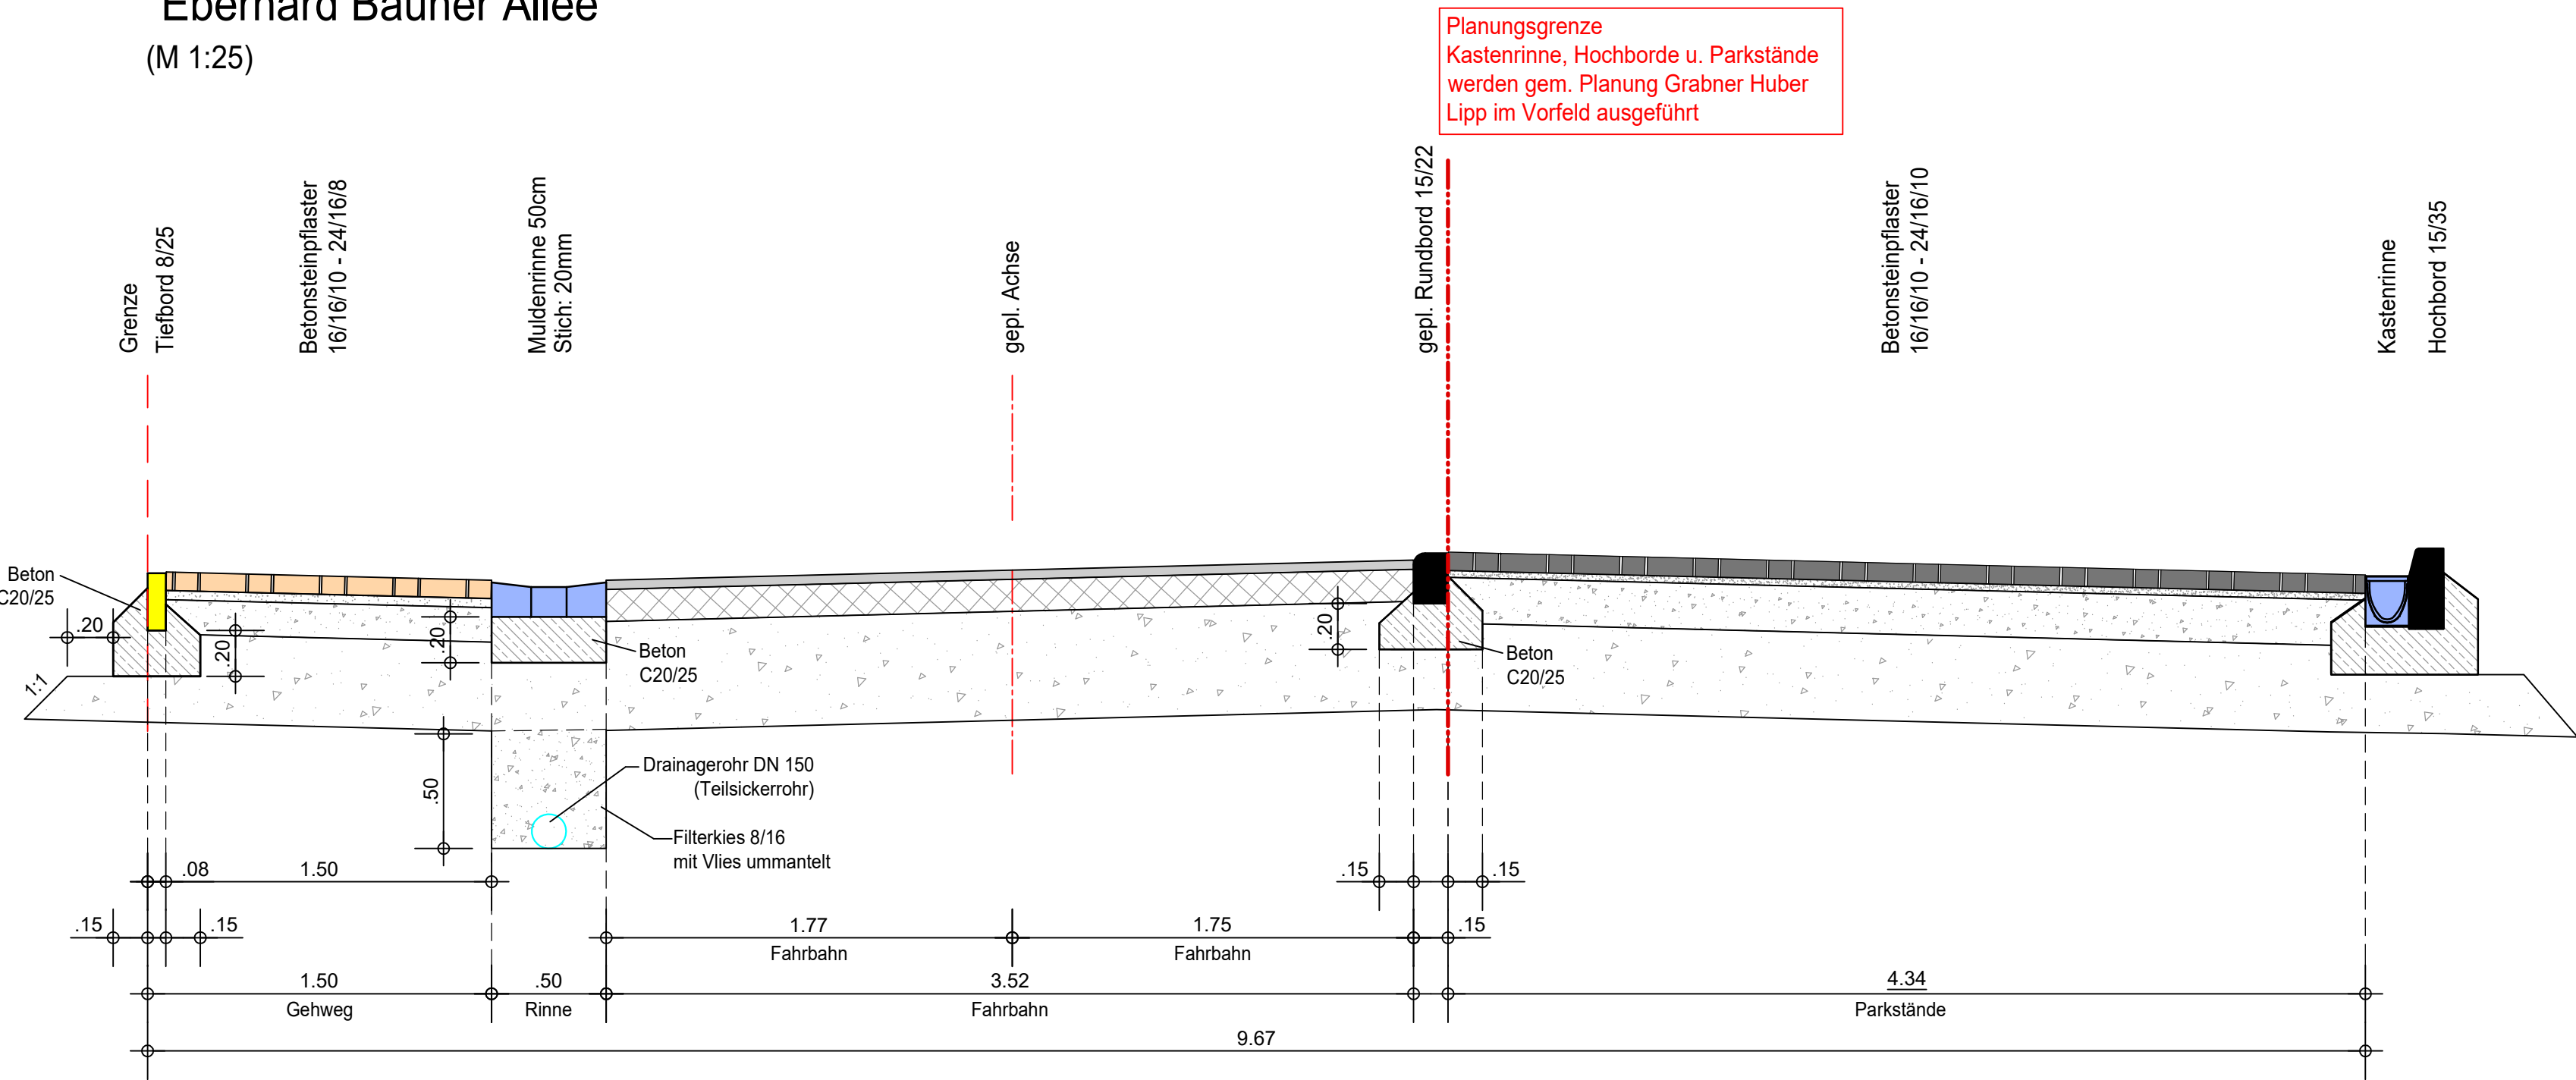 Eberhard Bauner Allee
(M 1:25)
Planungsgrenze
Kastenrinne, Hochborde u. Parkstände
werden gem. Planung Grabner Huber
Lipp im Vorfeld ausgeführt
Grenze
Tiefbord 8/25
Betonsteinpflaster
16/16/10 - 24/16/8
Muldenrinne 50cm
Stich: 20mm
gepl. Achse
gepl. Rundbord 15/22
Betonsteinpflaster
16/16/10 - 24/16/10
Kastenrinne
Hochbord 15/35
Beton
C20/25
.20
.20
.20
.20
1:1
Beton
C20/25
Beton
C20/25
.50
Drainagerohr DN 150
(Teilsickerrohr)
Filterkies 8/16
mit Vlies ummantelt
.08
1.50
.15
.15
.15
.15
1.77
Fahrbahn
1.75
Fahrbahn
.15
1.50
Gehweg
.50
Rinne
3.52
Fahrbahn
4.34
Parkstände
9.67